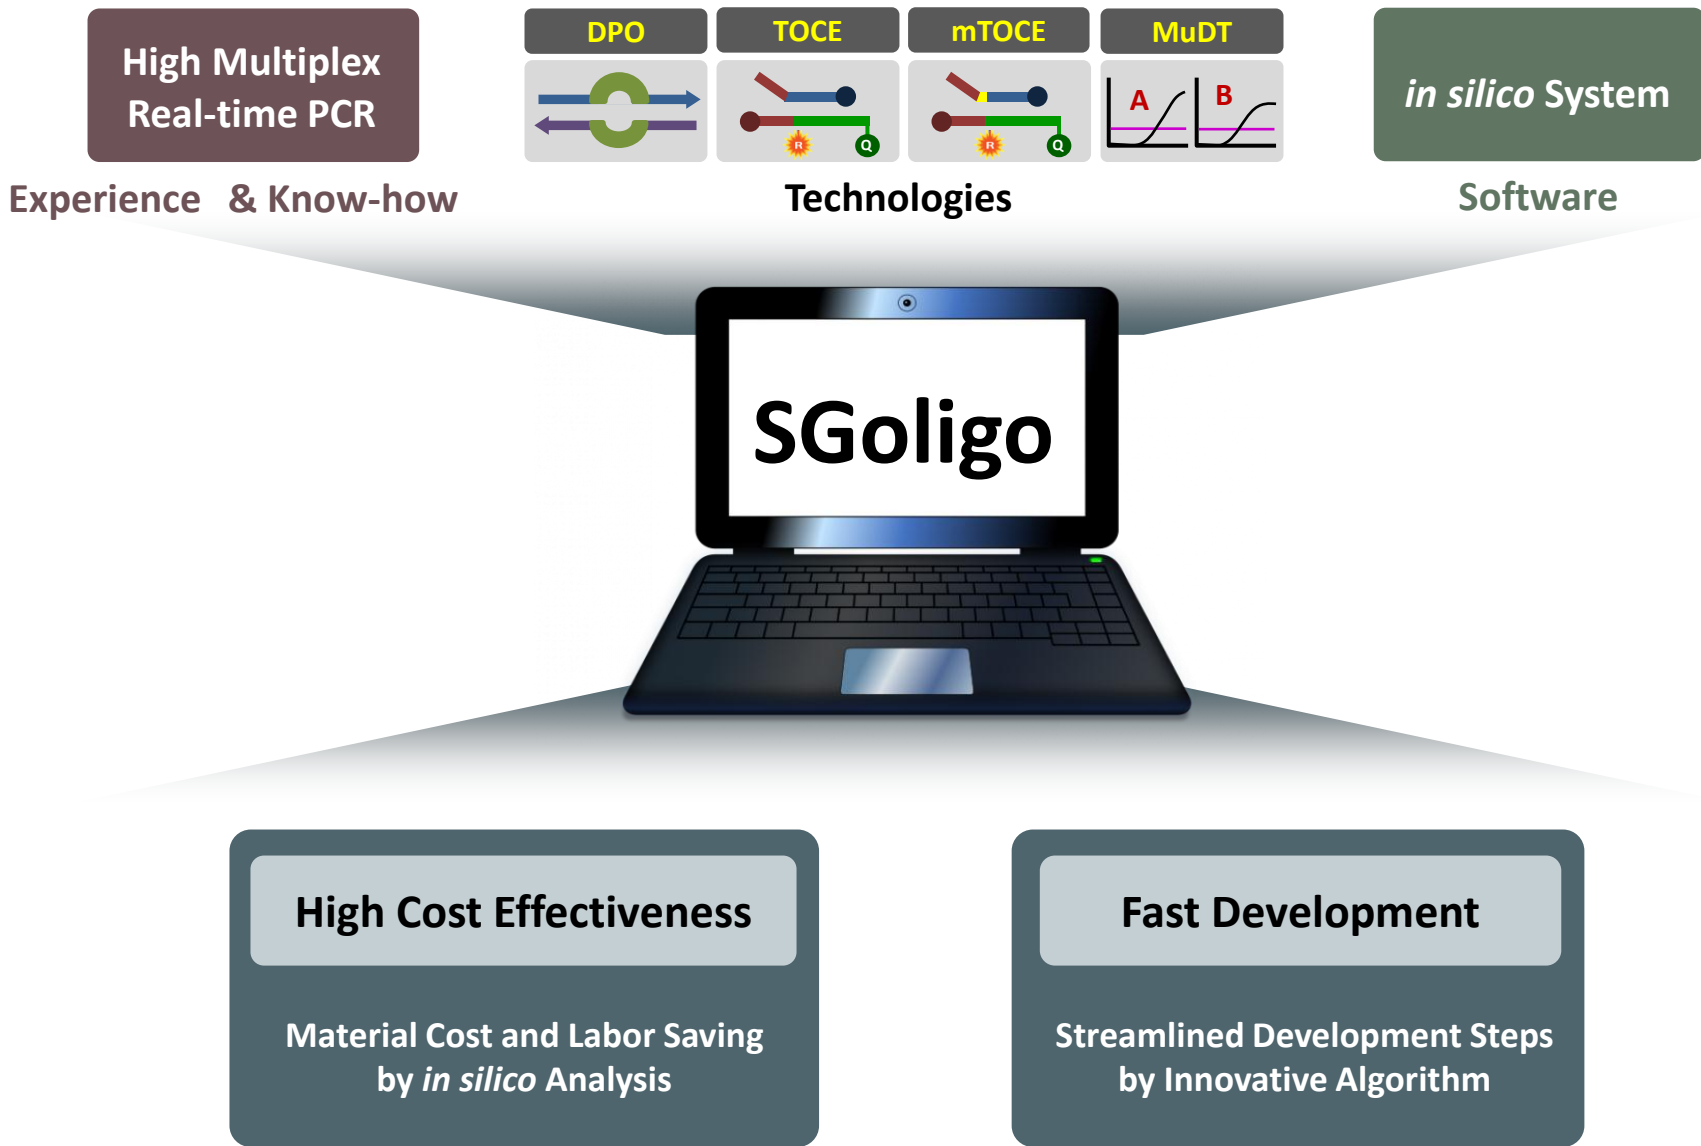 High Multiplex
Real-time PCR
Experience & Know-how
DPO
TOCE
mTOCE
MuDT
R
Q
R
Q
A
B
Technologies
in silico System
Software
SGoligo
High Cost Effectiveness
Material Cost and Labor Saving
by in silico Analysis
Fast Development
Streamlined Development Steps
by Innovative Algorithm